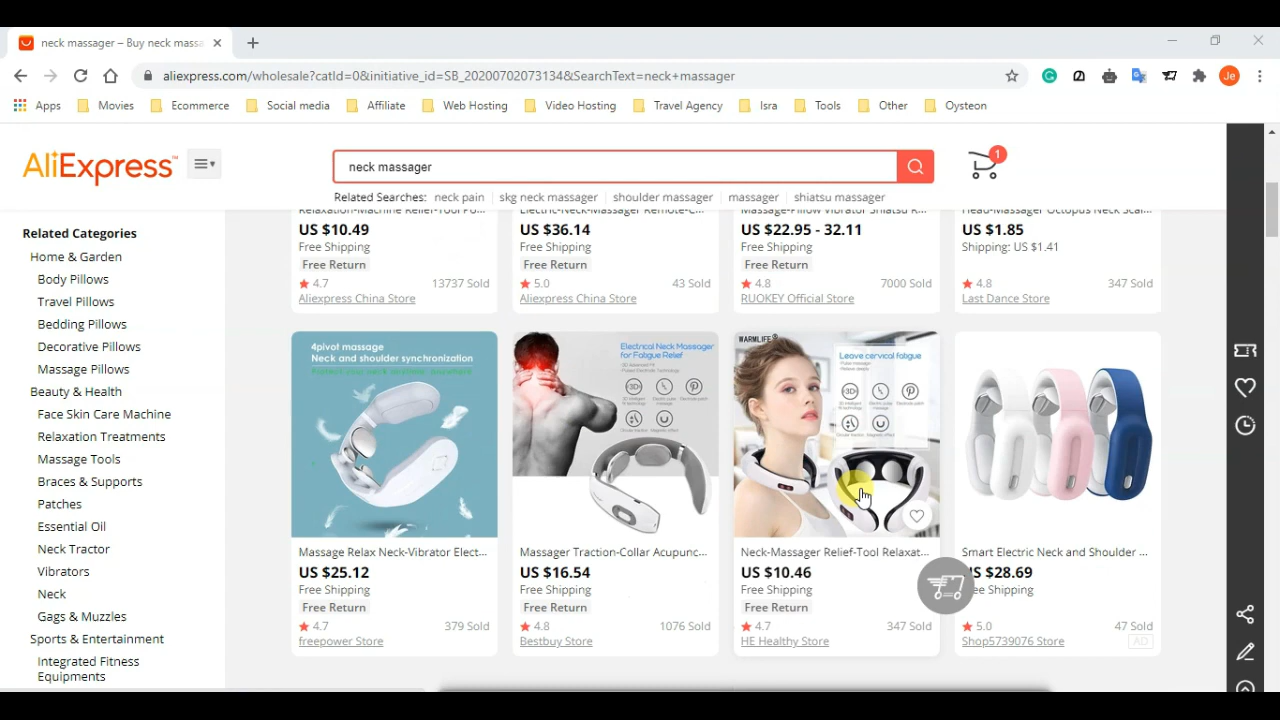 neck massager – Buy neck massa
aliexpress.com/wholesale?catId=0&initiative_id=SB_20200702073134&SearchText=neck+massager
Je
Apps Movies Ecommerce Social media Affiliate Web Hosting Video Hosting Travel Agency Isra Tools Other Oysteon
AliExpress™
neck massager
1
Related Searches: neck pain skg neck massager shoulder massager massager shiatsu massager
Related Categories
Home & Garden
Body Pillows
Travel Pillows
Bedding Pillows
Decorative Pillows
Massage Pillows
Beauty & Health
Face Skin Care Machine
Relaxation Treatments
Massage Tools
Braces & Supports
Patches
Essential Oil
Neck Tractor
Vibrators
Neck
Gags & Muzzles
Sports & Entertainment
Integrated Fitness
Equipments
Relaxation-Machine Relief-Tool Pu...
US $10.49
Free Shipping
Free Return
4.7 13737 Sold
Aliexpress China Store
Electric-Neck-Massager Remote-C...
US $36.14
Free Shipping
Free Return
5.0 43 Sold
Aliexpress China Store
Massage-Pillow Vibrator Shiatsu R...
US $22.95 - 32.11
Free Shipping
Free Return
4.8 7000 Sold
RUOKEY Official Store
Head-Massager Octopus Neck Scal...
US $1.85
Shipping: US $1.41
4.8 347 Sold
Last Dance Store
4pivot massage
Neck and shoulder synchronization
Massage Relax Neck-Vibrator Elect...
US $25.12
Free Shipping
Free Return
4.7 379 Sold
freepower Store
Electrical Neck Massager
for Fatigue Relief
Massager Traction-Collar Acupunc...
US $16.54
Free Shipping
Free Return
4.8 1076 Sold
Bestbuy Store
WARMLIFE®
Leave cervical fatigue
Neck-Massager Relief-Tool Relaxat...
US $10.46
Free Shipping
Free Return
4.7 347 Sold
HE Healthy Store
Smart Electric Neck and Shoulder ...
$28.69
Shipping
5.0 47 Sold
Shop5739076 Store
AD